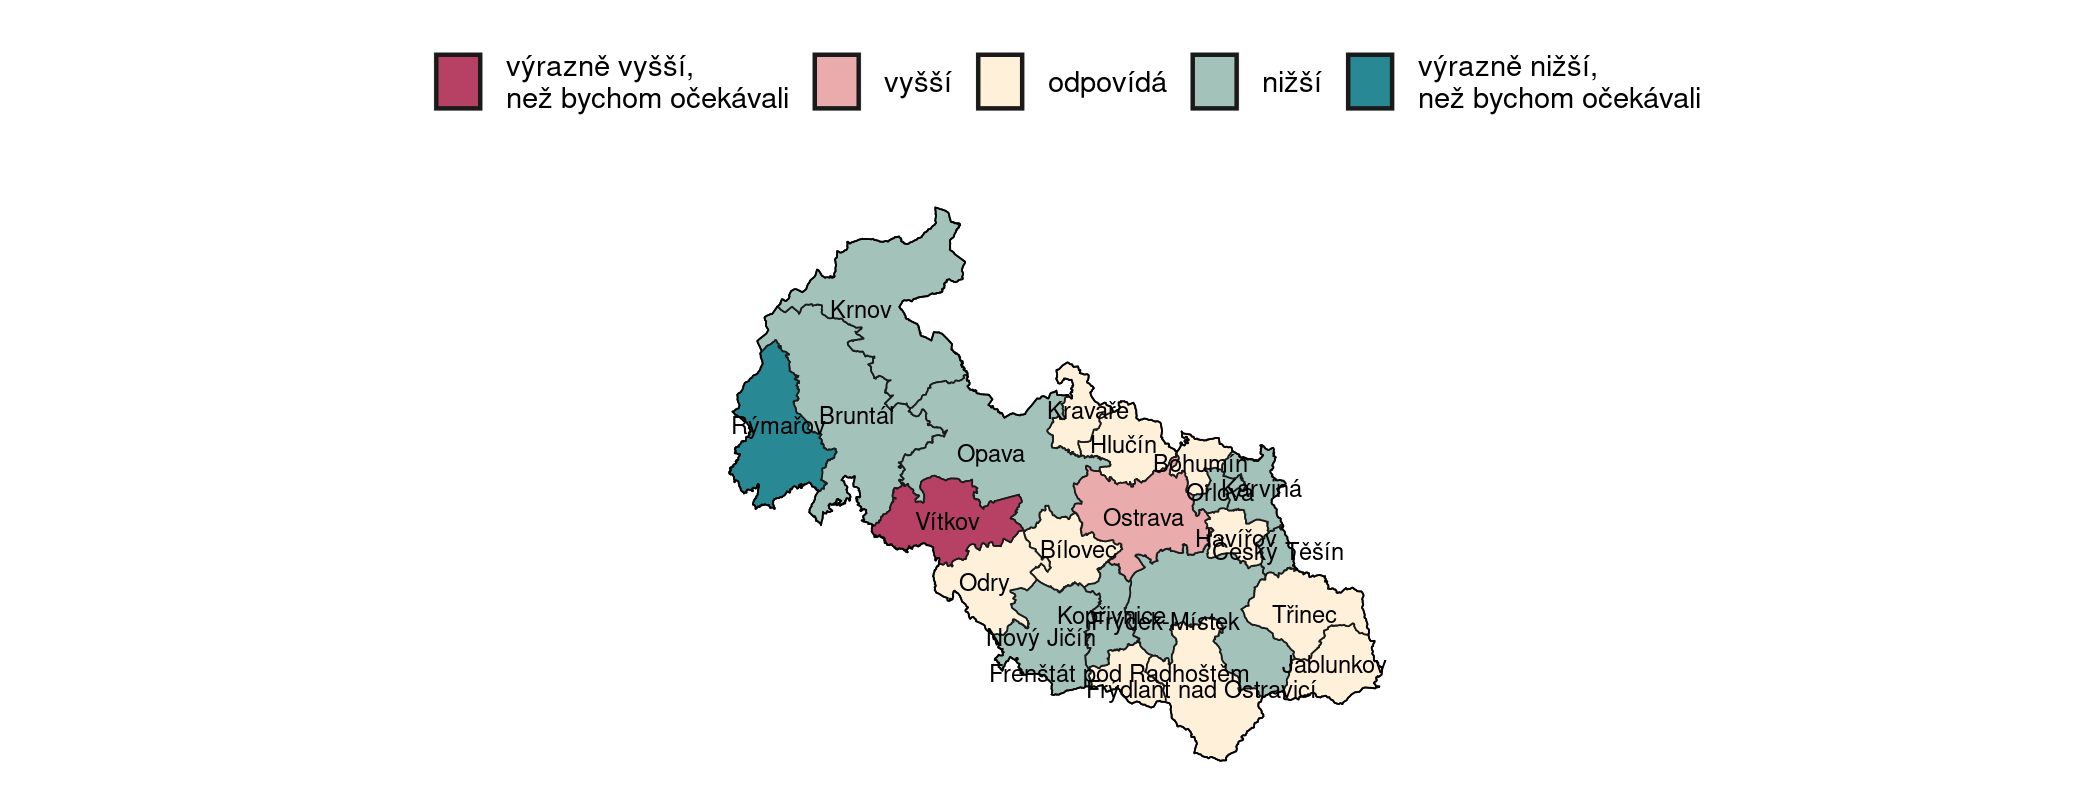 výrazně vyšší,
než bychom očekávali
vyšší
odpovídá
nižší
výrazně nižší,
než bychom očekávali
Krnov
Kravaře
Bruntál
Rýmařov
Hlučín
Opava
Bohumín
Karviná
Orlová
Ostrava
Vítkov
Havířov
Bílovec
Český Těšín
Odry
Třinec
Kopřivnice
Frýdek-Místek
Nový Jičín
Jablunkov
Frenštát pod Radhoštěm
Frýdlant nad Ostravicí